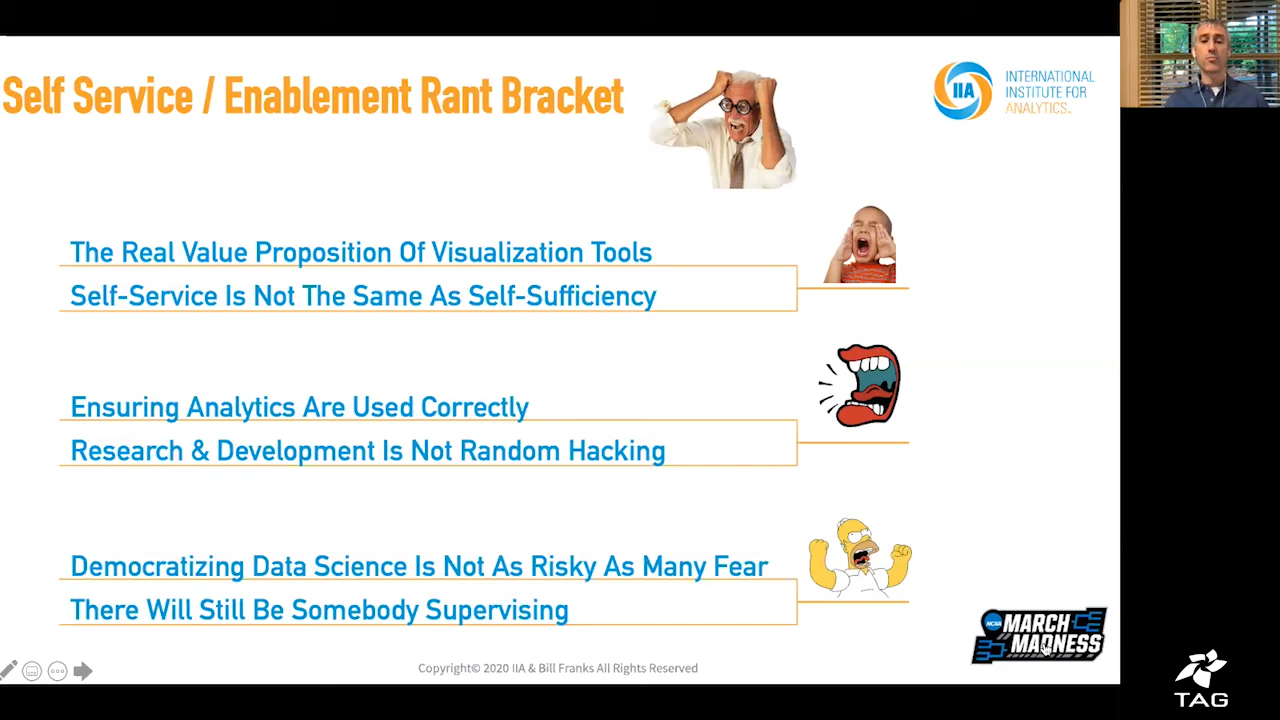 Self Service / Enablement Rant Bracket
IIA
INTERNATIONAL
INSTITUTE FOR
ANALYTICS.
The Real Value Proposition Of Visualization Tools
Self-Service Is Not The Same As Self-Sufficiency
Ensuring Analytics Are Used Correctly
Research & Development Is Not Random Hacking
Democratizing Data Science Is Not As Risky As Many Fear
There Will Still Be Somebody Supervising
NCAA
MARCH
MADNESS
Copyright© 2020 IIA & Bill Franks All Rights Reserved
TAG